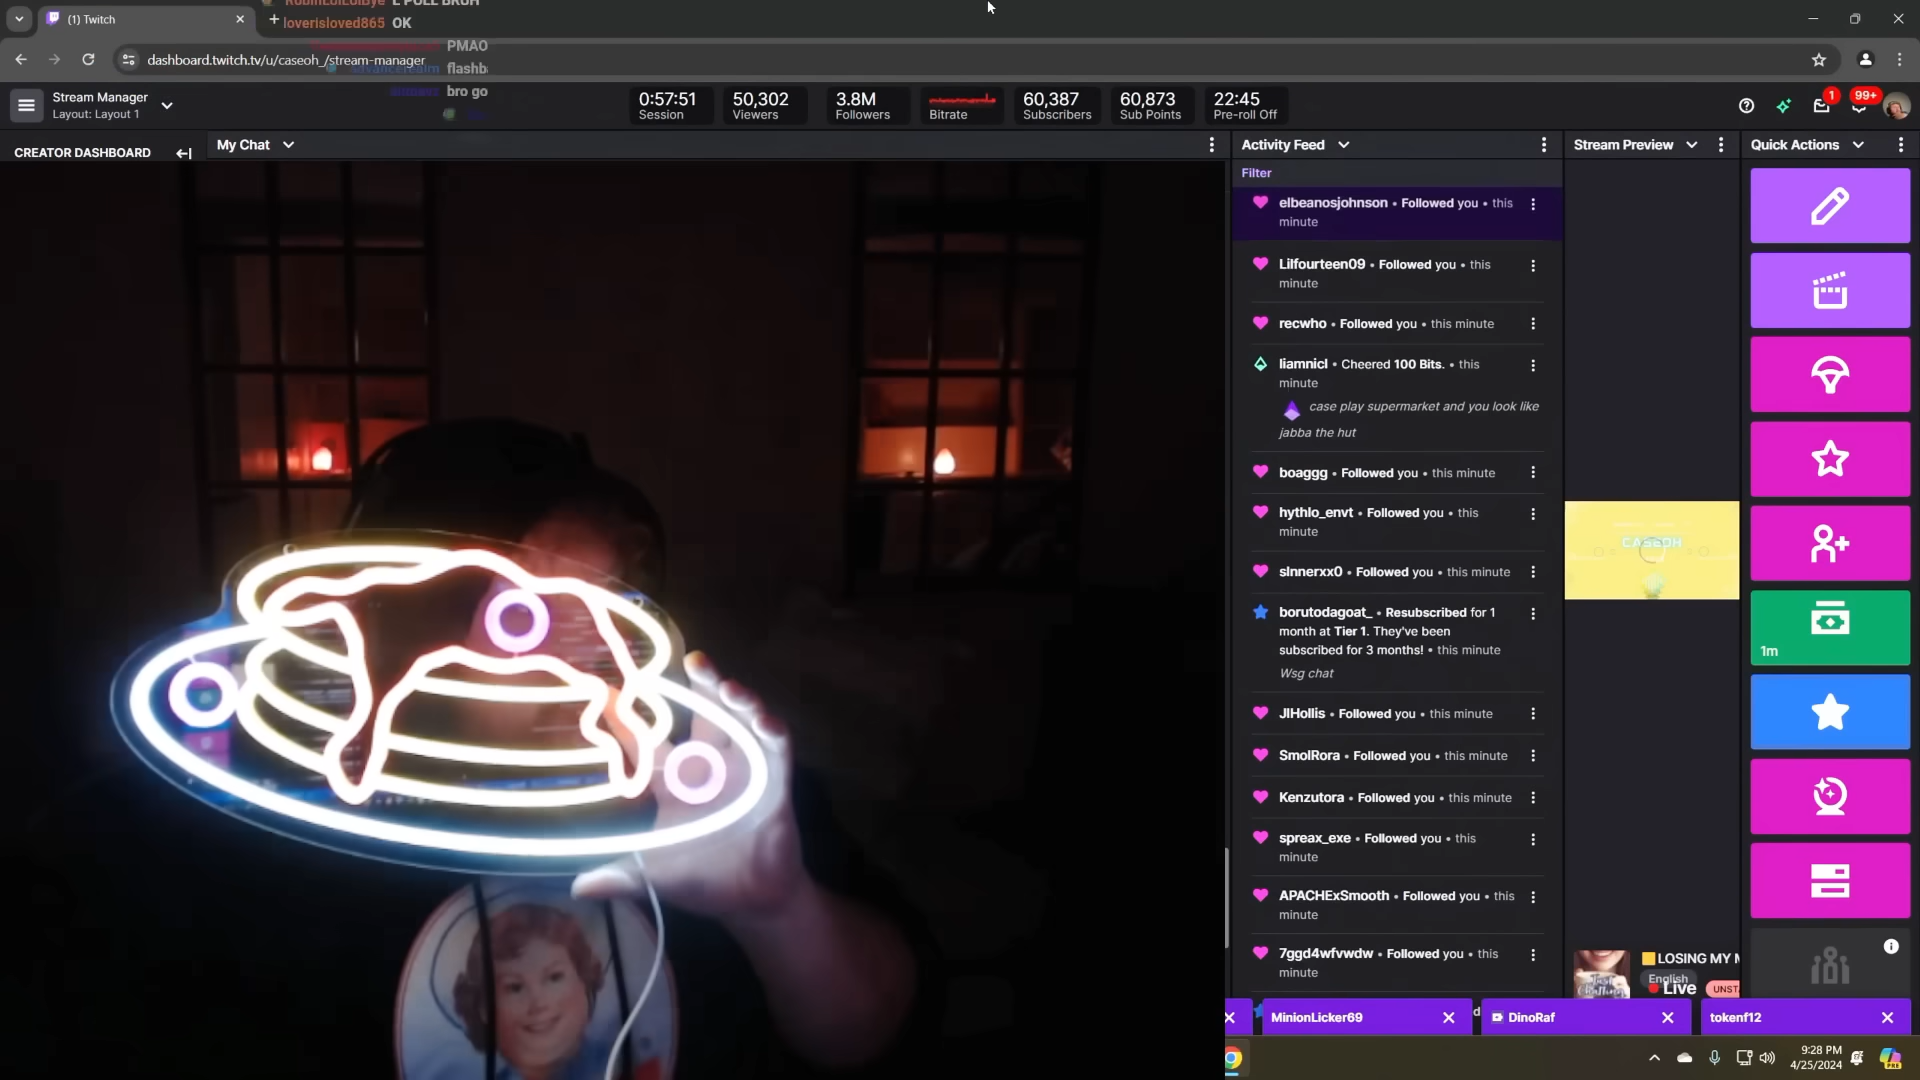 (1) Twitch
L POLL BRUH
loverisloved865 OK
PMAO
dashboard.twitch.tv/u/caseoh_/stream-manager
flashb
bro go
Stream Manager
Layout: Layout 1
0:57:51
Session
50,302
Viewers
3.8M
Followers
Bitrate
60,387
Subscribers
60,873
Sub Points
22:45
Pre-roll Off
1
99+
CREATOR DASHBOARD
My Chat
Activity Feed
Stream Preview
Quick Actions
Filter
elbeanosjohnson • Followed you • this
minute
Lilfourteen09 • Followed you • this
minute
recwho • Followed you • this minute
liamnicl • Cheered 100 Bits. • this
minute
case play supermarket and you look like
jabba the hut
boaggg • Followed you • this minute
hythlo_envt • Followed you • this
minute
slnnerxx0 • Followed you • this minute
borutodagoat_ • Resubscribed for 1
month at Tier 1. They've been
subscribed for 3 months! • this minute
Wsg chat
JlHollis • Followed you • this minute
SmolRora • Followed you • this minute
Kenzutora • Followed you • this minute
spreax_exe • Followed you • this
minute
APACHExSmooth • Followed you • this
minute
7ggd4wfvwdw • Followed you • this
minute
CASEOH
1m
Just Chatting
LOSING MY M
English
Live
UNST
MinionLicker69
d
DinoRaf
tokenf12
9:28 PM
4/25/2024
PRE